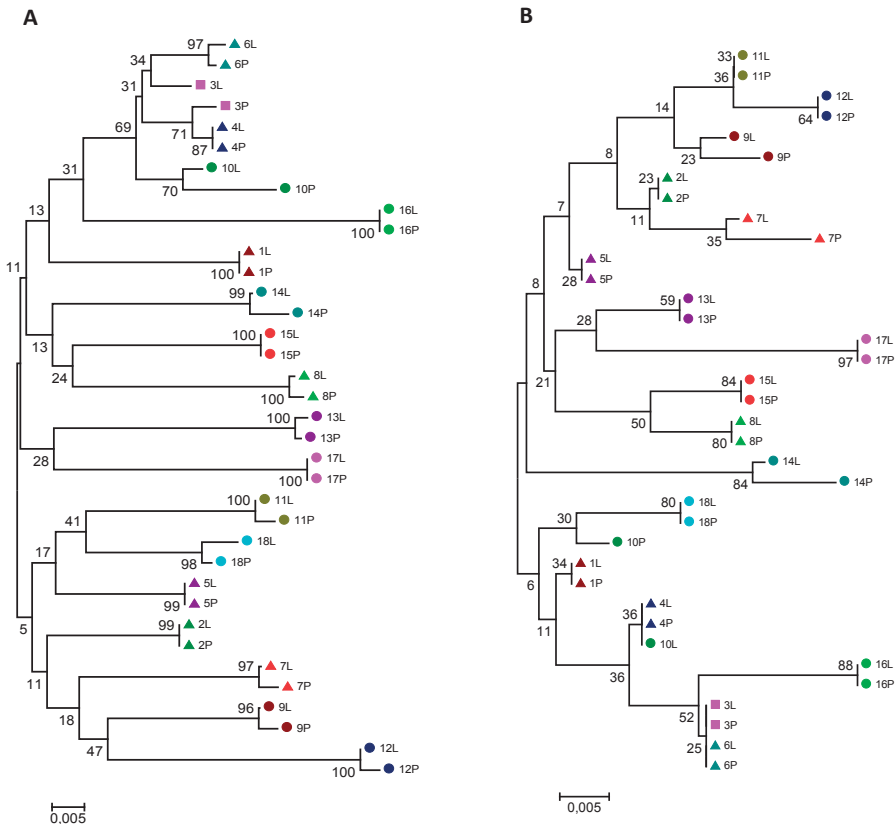 A
97
6L
34
6P
31
3L
3P
69
4L
71
87
4P
31
10L
70
10P
13
16L
100
16P
11
1L
100
1P
99
14L
14P
13
100
15L
15P
24
8L
100
8P
100
13L
13P
28
17L
100
17P
100
11L
41
11P
17
18L
98
18P
5L
99
5P
5
99
2L
2P
11
97
7L
7P
18
96
9L
9P
47
12L
100
12P
0,005
B
33
11L
36
11P
14
12L
64
12P
9L
23
9P
8
23
2L
2P
11
7L
35
7P
7
5L
28
5P
8
59
13L
28
13P
17L
97
17P
21
84
15L
15P
50
8L
80
8P
14L
84
14P
80
18L
30
18P
10P
6
34
1L
1P
11
4L
36
4P
10L
36
88
16L
16P
52
3L
3P
25
6L
6P
0,005